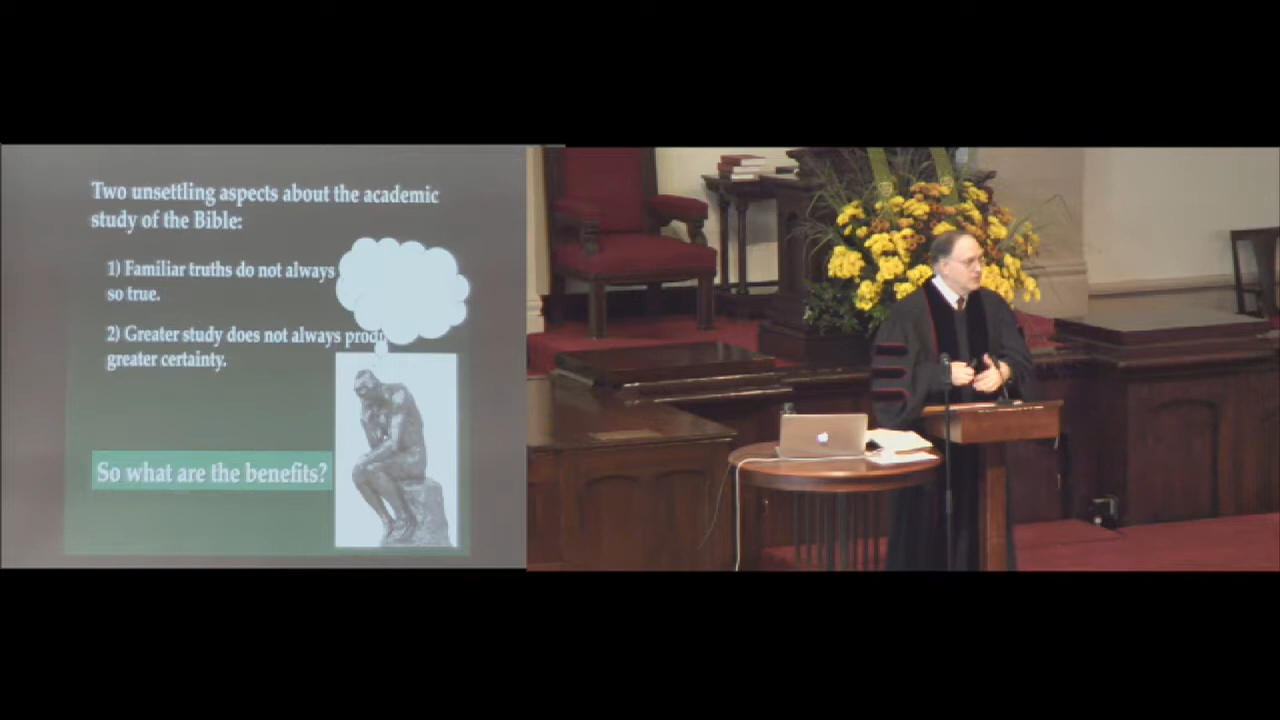 Two unsettling aspects about the academic
study of the Bible:
1) Familiar truths do not always
so true.
2) Greater study does not always
greater certainty.
So what are the benefits?